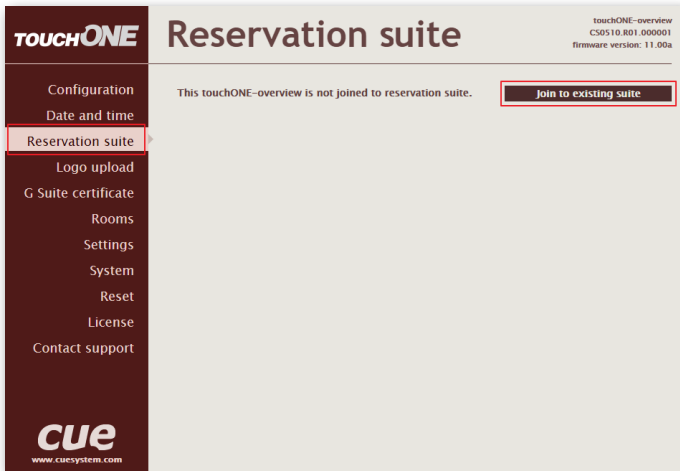 TOUCHONE
Reservation suite
touchONE-overview
CS0510.R01.000001
firmware version: 11.00a
Configuration
Date and time
Reservation suite
Logo upload
G Suite certificate
Rooms
Settings
System
Reset
License
Contact support
This touchONE-overview is not joined to reservation suite.
Join to existing suite
cue
www.cuesystem.com